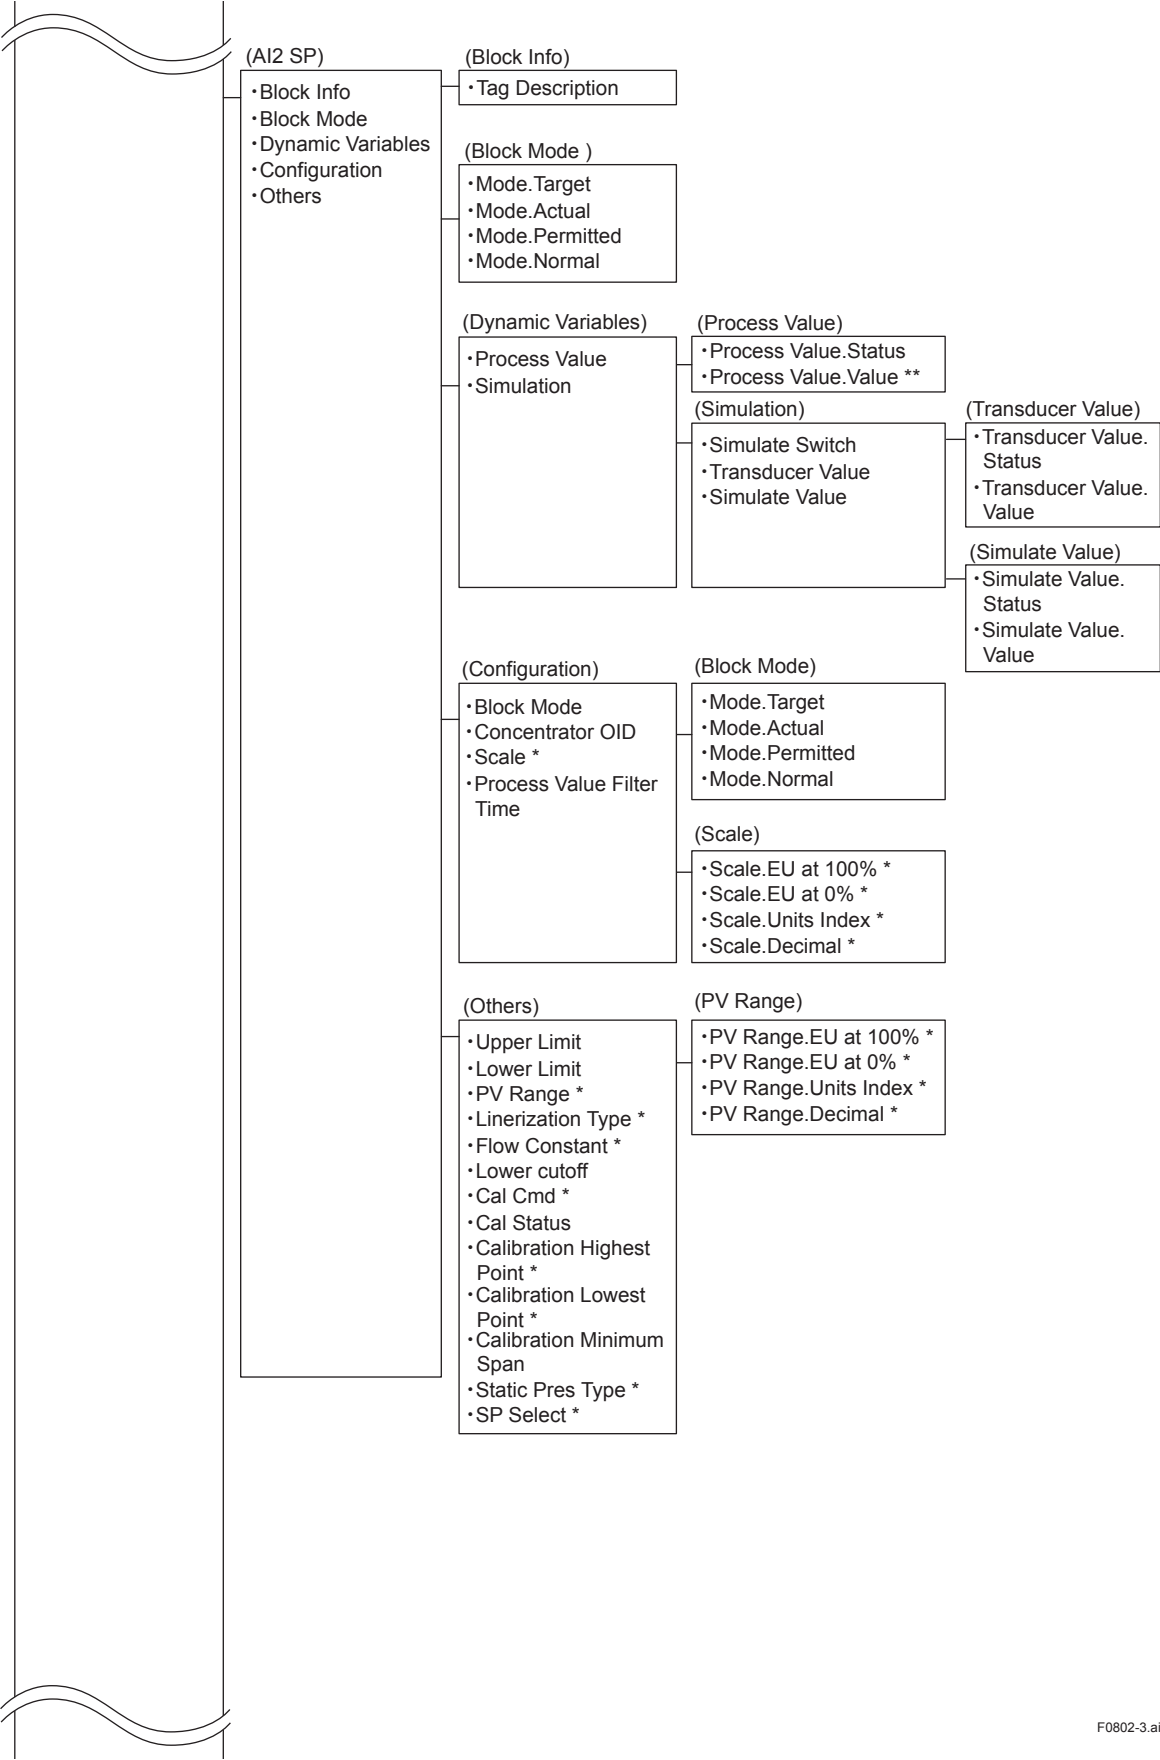 (AI2 SP)
・Block Info
・Block Mode
・Dynamic Variables
・Configuration
・Others
(Block Info)
・Tag Description
(Block Mode )
・Mode.Target
・Mode.Actual
・Mode.Permitted
・Mode.Normal
(Dynamic Variables)
・Process Value
・Simulation
(Process Value)
・Process Value.Status
・Process Value.Value **
(Simulation)
・Simulate Switch
・Transducer Value
・Simulate Value
(Transducer Value)
・Transducer Value.
Status
・Transducer Value.
Value
(Simulate Value)
・Simulate Value.
Status
・Simulate Value.
Value
(Configuration)
・Block Mode
・Concentrator OID
・Scale *
・Process Value Filter
Time
(Block Mode)
・Mode.Target
・Mode.Actual
・Mode.Permitted
・Mode.Normal
(Scale)
・Scale.EU at 100% *
・Scale.EU at 0% *
・Scale.Units Index *
・Scale.Decimal *
(Others)
・Upper Limit
・Lower Limit
・PV Range *
・Linerization Type *
・Flow Constant *
・Lower cutoff
・Cal Cmd *
・Cal Status
・Calibration Highest
Point *
・Calibration Lowest
Point *
・Calibration Minimum
Span
・Static Pres Type *
・SP Select *
(PV Range)
・PV Range.EU at 100% *
・PV Range.EU at 0% *
・PV Range.Units Index *
・PV Range.Decimal *
F0802-3.ai